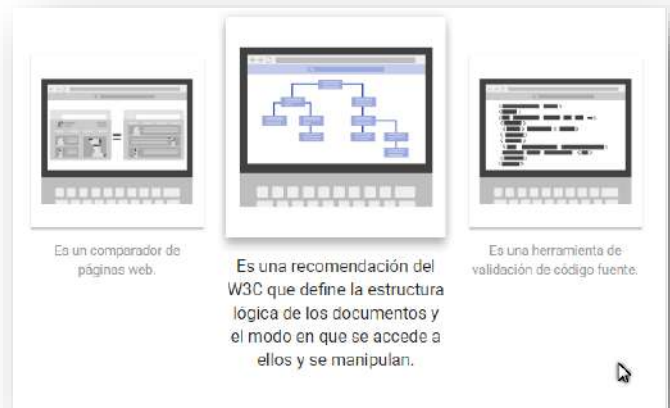 Es un comparador de
páginas web.
Es una recomendación del
W3C que define la estructura
lógica de los documentos y
el modo en que se accede a
ellos y se manipulan.
Es una herramienta de
validación de código fuente.